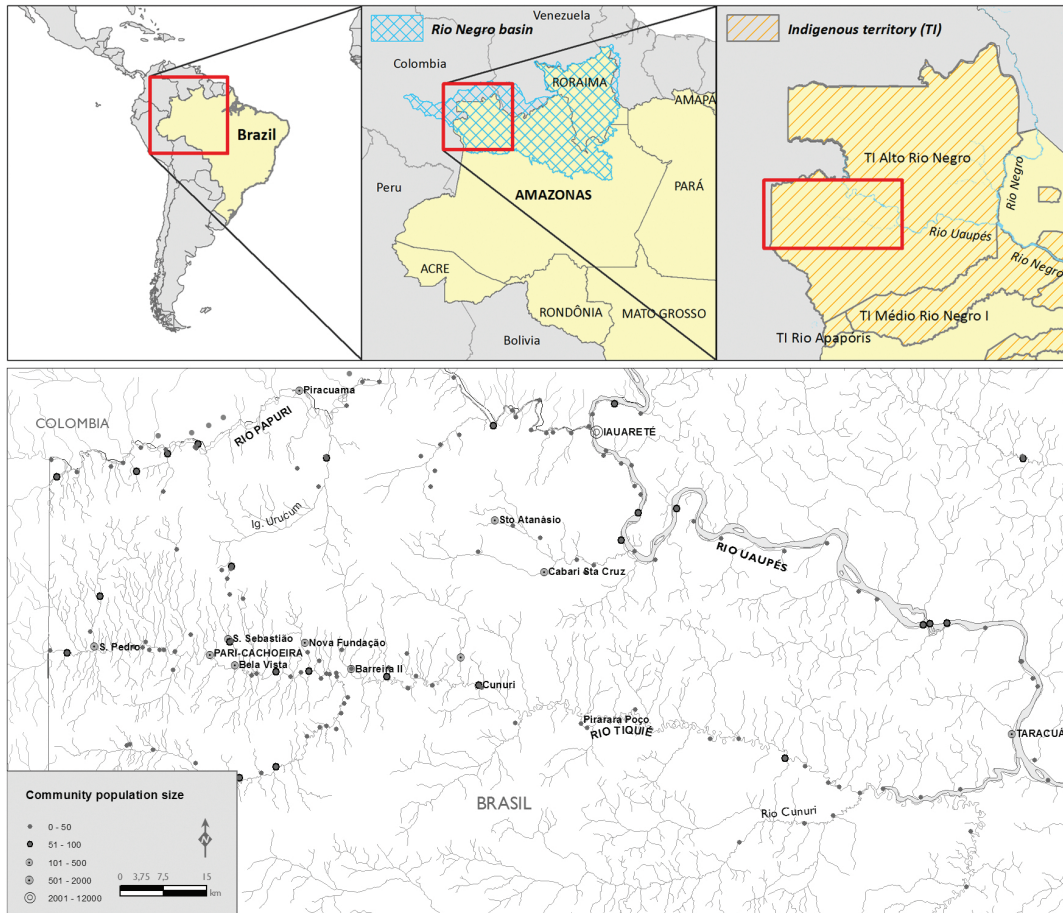 Brazil
Rio Negro basin
Venezuela
Colombia
RORAIMA
AMAPÁ
Peru
AMAZONAS
PARÁ
ACRE
RONDÔNIA
MATO GROSSO
Bolivia
Indigenous territory (TI)
TI Alto Rio Negro
Rio Negro
Rio Uaupés
Rio Negro
TI Médio Rio Negro I
TI Rio Apaporis
Piracuama
COLOMBIA
RIO PAPURI
IAUARETÉ
Ig. Urucum
Sto Atanásio
RIO UAUPÉS
Cabari Sta Cruz
S. Sebastião
Nova Fundação
S. Pedro
PARI-CACHOEIRA
Bela Vista
Barreira II
Cunuri
Pirarara Poço
RIO TIQUIÉ
TARACUÁ
BRASIL
Rio Cunuri
Community population size
0 - 50
51 - 100
101 - 500
501 - 2000
2001 - 12000
N
0 3,75 7,5 15
km